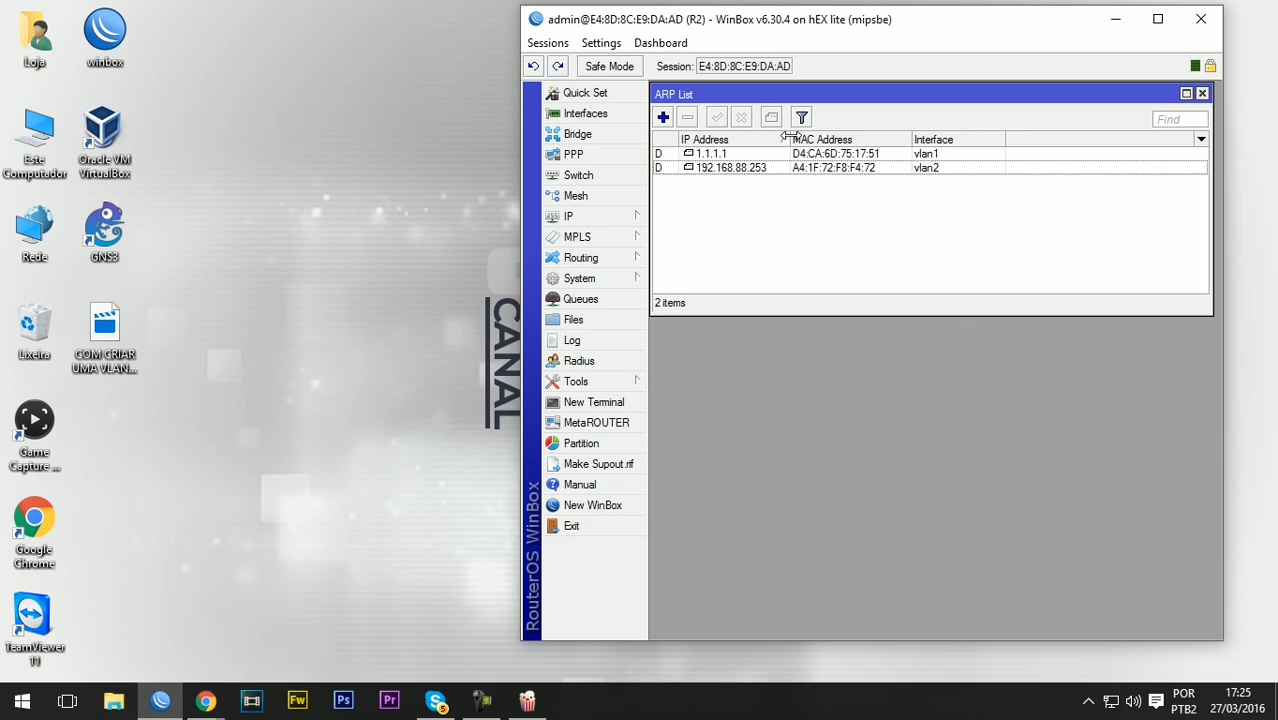 Loja
winbox
Este
Computador
Oracle VM
VirtualBox
Rede
GNS3
Lixeira
COM CRIAR
UMA VLAN...
Game
Capture ...
Google
Chrome
TeamViewer
11
CANAL
admin@E4:8D:8C:E9:DA:AD (R2) - WinBox v6.30.4 on hEX lite (mipsbe)
Sessions Settings Dashboard
Safe Mode Session: E4:8D:8C:E9:DA:AD
RouterOS WinBox
Quick Set
Interfaces
Bridge
PPP
Switch
Mesh
IP
MPLS
Routing
System
Queues
Files
Log
Radius
Tools
New Terminal
MetaROUTER
Partition
Make Supout.rif
Manual
New WinBox
Exit
ARP List
Find
IP Address MAC Address Interface
D 1.1.1.1 D4:CA:6D:75:17:51 vlan1
D 192.168.88.253 A4:1F:72:F8:F4:72 vlan2
2 items
Fw Ps Pr 5
POR
PTB2
17:25
27/03/2016